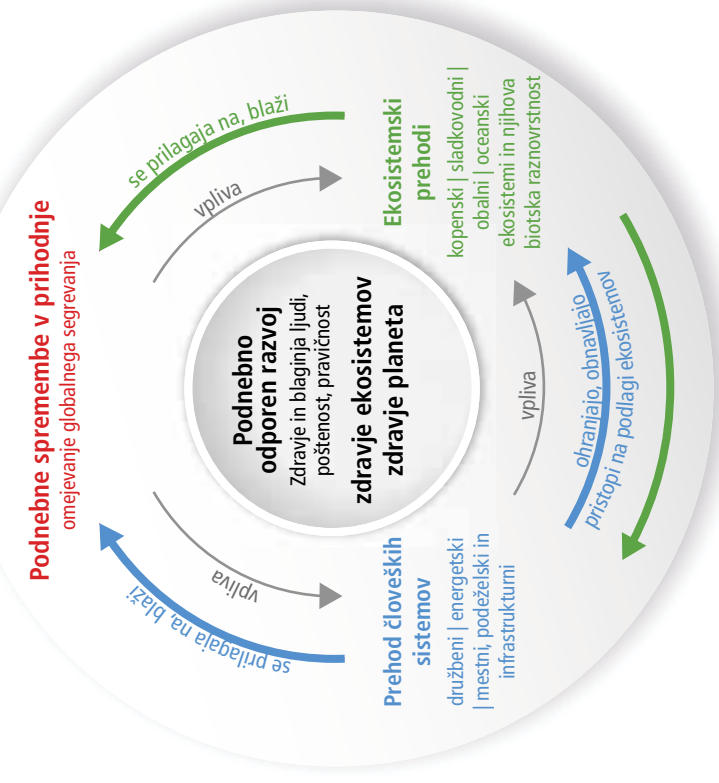 Podnebne spremembe v prihodnje
omejevanje globalnega segrevanja
se prilagaja na, blaži
vpliva
se prilagaja na, blaži
vpliva
Podnebno
odporen razvoj
Zdravje in blaginja ljudi,
poštenost, pravičnost
zdravje ekosistemov
zdravje planeta
Prehod človeških
sistemov
družbeni | energetski
| mestni, podeželski in
infrastrukturni
Ekosistemski
prehodi
kopenski | sladkovodni |
obalni | oceanski
ekosistemi in njihova
biotska raznovrstnost
vpliva
ohranjajo, obnavljajo
pristopi na podlagi ekosistemov